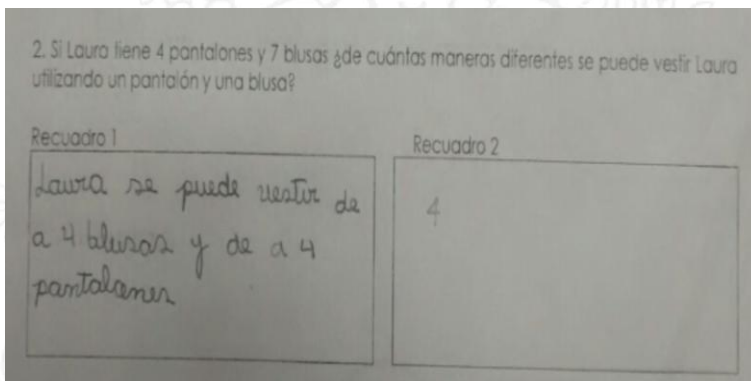 2. Si Laura tiene 4 pantalones y 7 blusas ¿de cuántas maneras diferentes se puede vestir Laura
utilizando un pantalón y una blusa?
Recuadro 1
Recuadro 2
Laura se puede vestir de
a 4 blusas y de a 4
pantalones
4